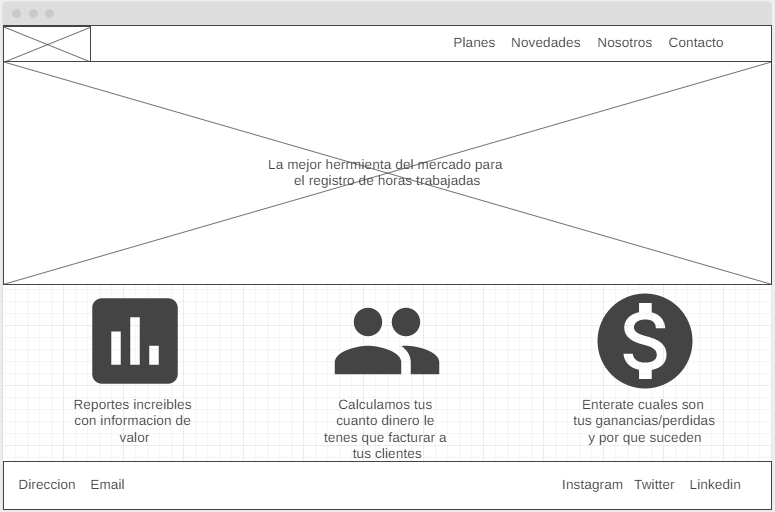 Planes Novedades Nosotros Contacto
La mejor herrmienta del mercado para
el registro de horas trabajadas
Reportes increibles
con informacion de
valor
Calculamos tus
cuanto dinero le
tenes que facturar a
tus clientes
Enterate cuales son
tus ganancias/perdidas
y por que suceden
Direccion Email
Instagram Twitter Linkedin